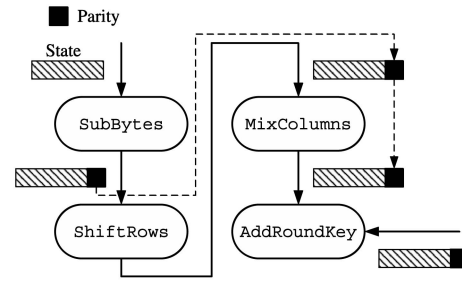 Parity
State
SubBytes
MixColumns
ShiftRows
AddRoundKey